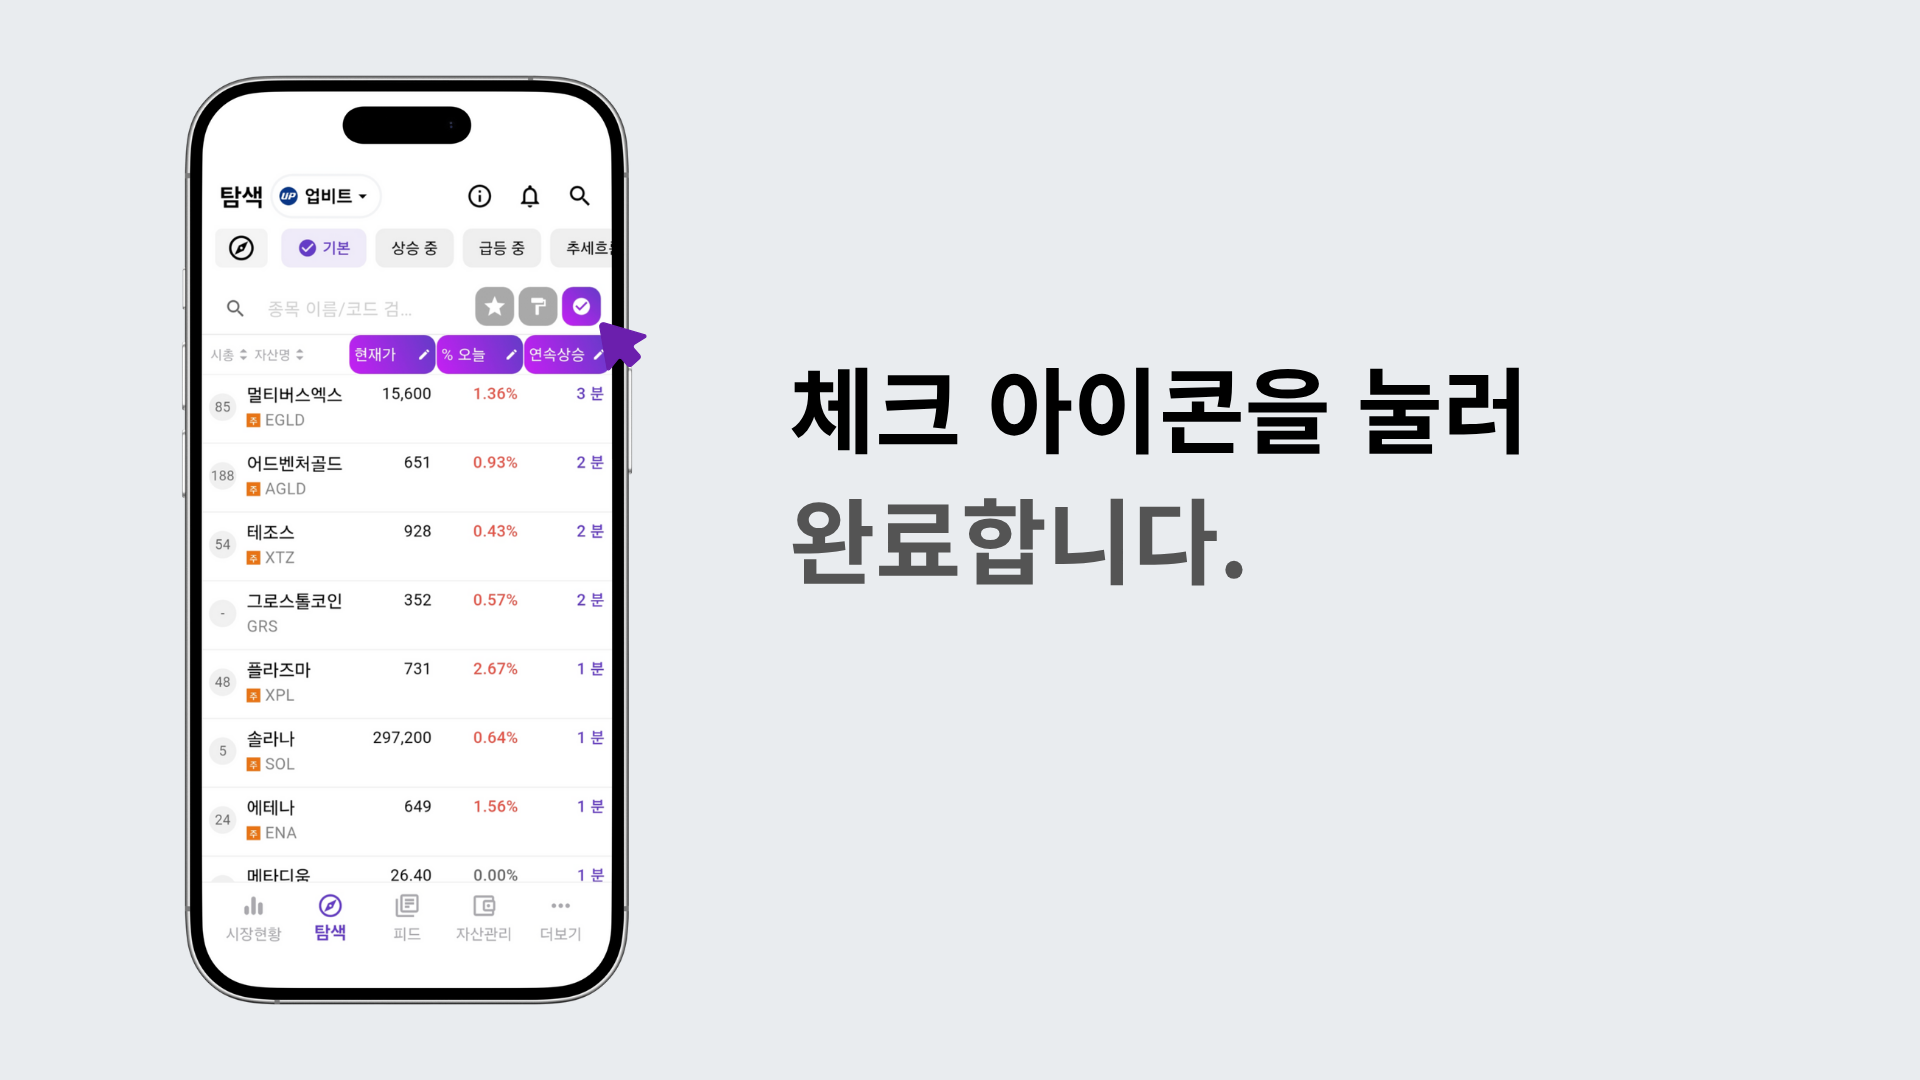 탐색 UP 업비트
기본 상승 중 급등 중 추세흐
종목 이름/코드 검...
시총 자산명 현재가 % 오늘 연속상승
85 멀티버스엑스 15,600 1.36% 3 분
주 EGLD
188 어드벤처골드 651 0.93% 2 분
주 AGLD
54 테조스 928 0.43% 2 분
주 XTZ
- 그로스톨코인 352 0.57% 2 분
GRS
48 플라즈마 731 2.67% 1 분
주 XPL
5 솔라나 297,200 0.64% 1 분
주 SOL
24 에테나 649 1.56% 1 분
주 ENA
메타디움 26.40 0.00% 1 분
시장현황 탐색 피드 자산관리 더보기
체크 아이콘을 눌러
완료합니다.